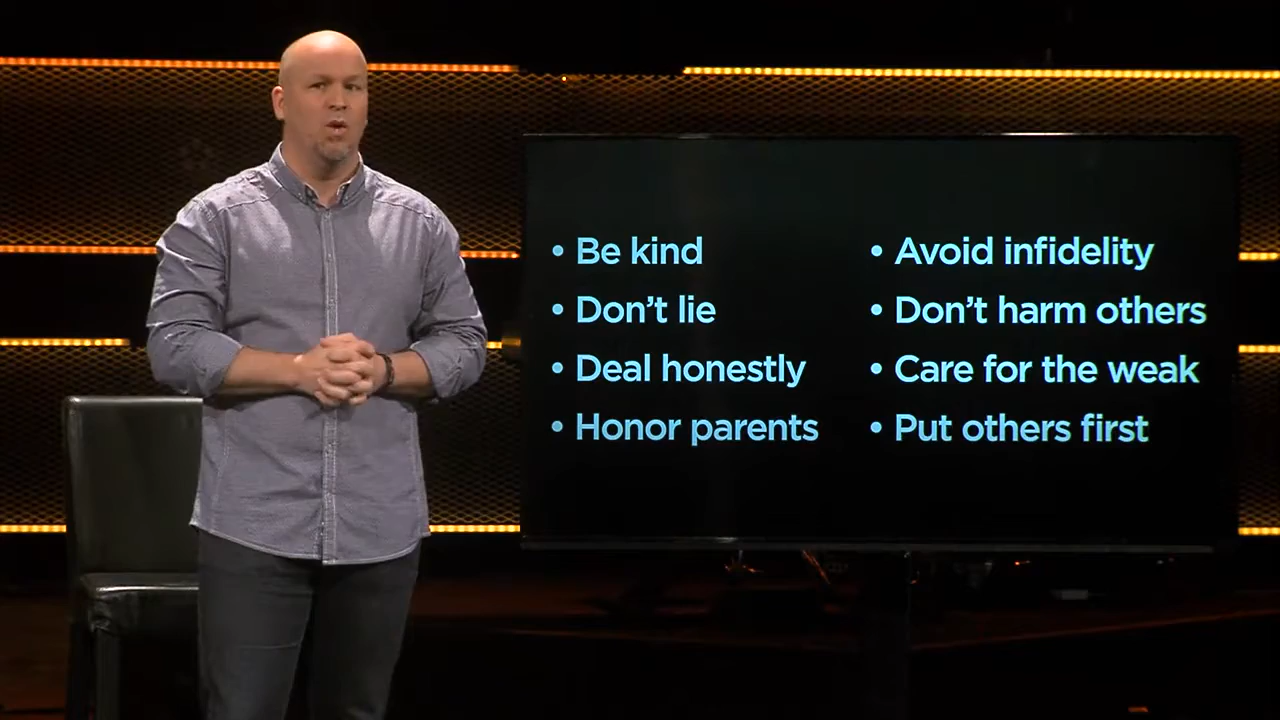 • Be kind
• Don't lie
• Deal honestly
• Honor parents
• Avoid infidelity
• Don't harm others
• Care for the weak
• Put others first